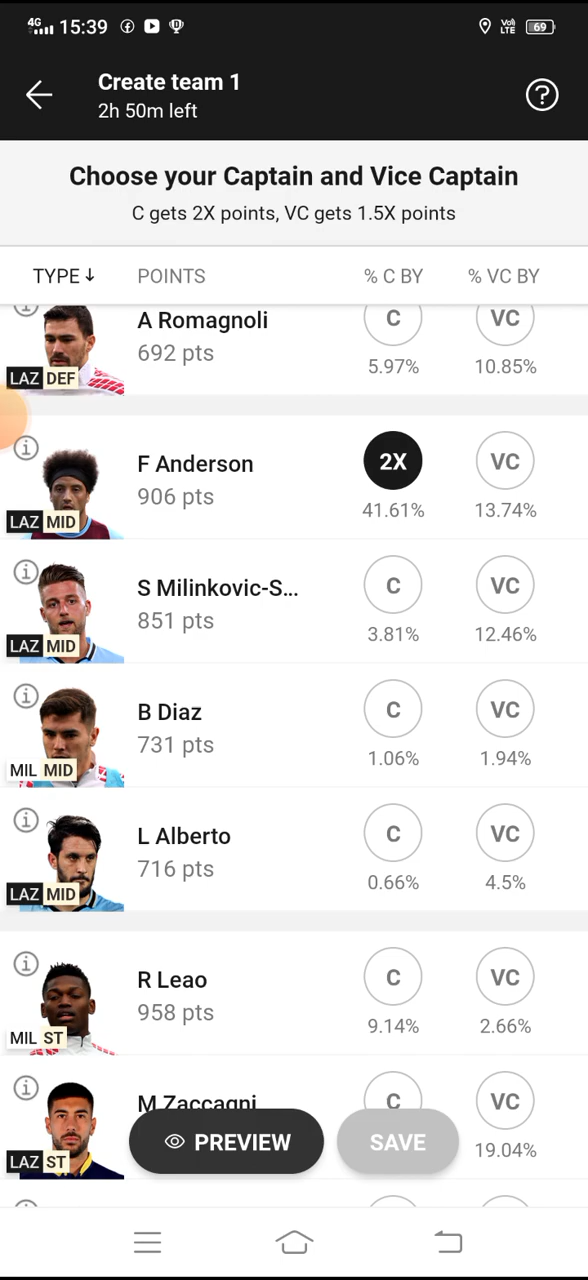 4G 15:39 Vol) LTE 69
Create team 1
2h 50m left
?
Choose your Captain and Vice Captain
C gets 2X points, VC gets 1.5X points
TYPE↓ POINTS % C BY % VC BY
A Romagnoli C VC
692 pts 5.97% 10.85%
LAZ DEF
F Anderson 2X VC
906 pts 41.61% 13.74%
LAZ MID
S Milinkovic-S... C VC
851 pts 3.81% 12.46%
LAZ MID
B Diaz C VC
731 pts 1.06% 1.94%
MIL MID
L Alberto C VC
716 pts 0.66% 4.5%
LAZ MID
R Leao C VC
958 pts 9.14% 2.66%
MIL ST
M Zaccagni C VC
19.04%
LAZ ST
PREVIEW SAVE